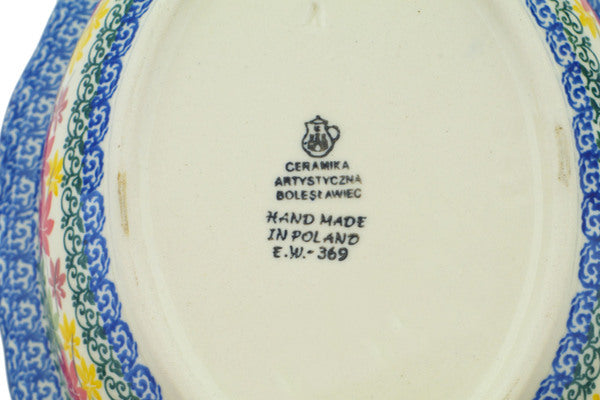 CERAMIKA
ARTYSTYCZNA
BOLESŁAWIEC
HAND MADE
IN POLAND
E.W.-369